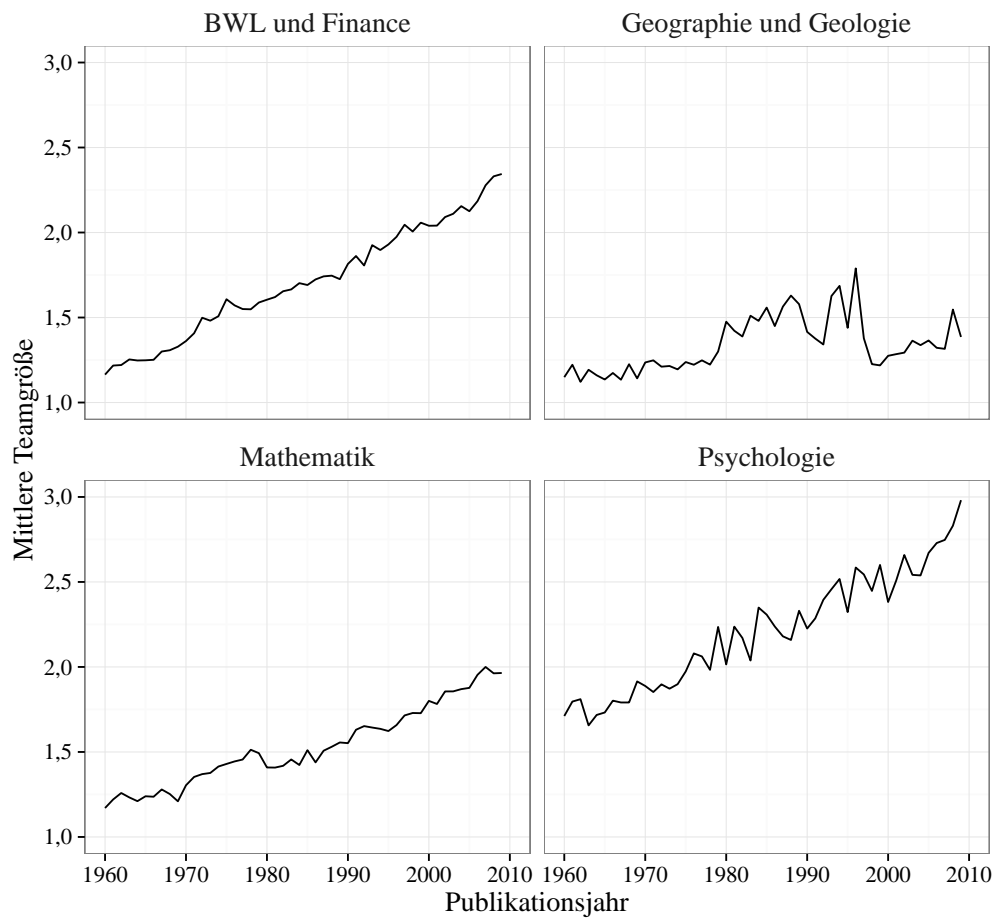 BWL und Finance
Geographie und Geologie
3,0
2,5
2,0
1,5
1,0
Mittlere Teamgröße
Mathematik
Psychologie
3,0
2,5
2,0
1,5
1,0
1960 1970 1980 1990 2000 2010 1960 1970 1980 1990 2000 2010
Publikationsjahr